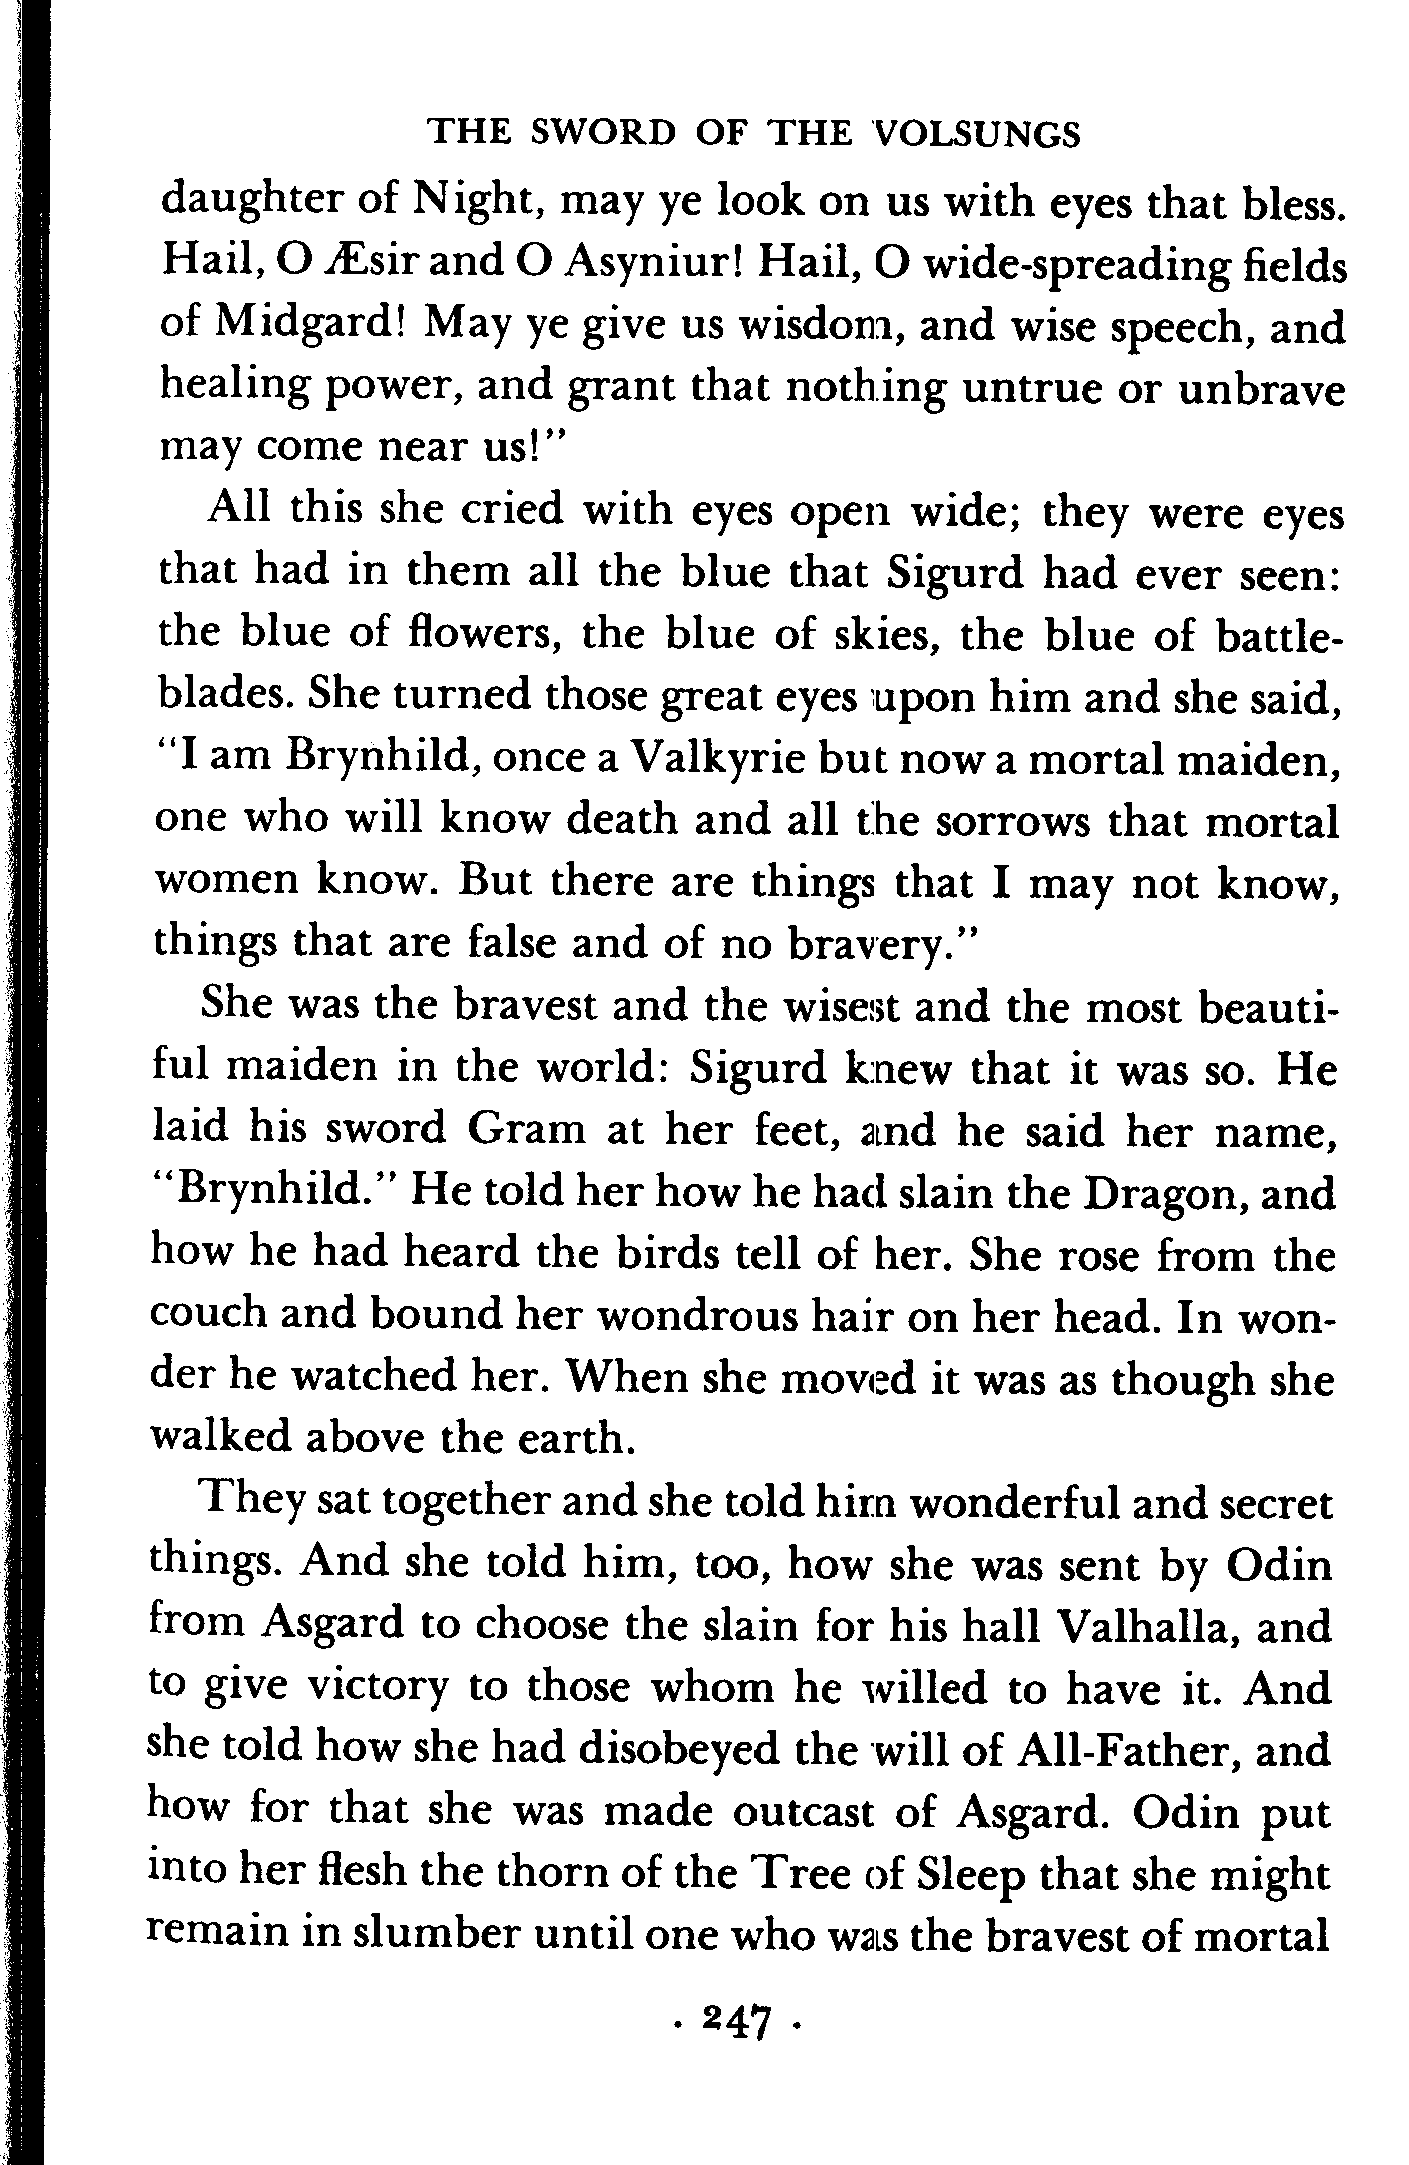 THE SWORD OF THE VOLSUNGS
daughter of Night, may ye look on us with eyes that bless.
Hail, O Æsir and O Asyniur! Hail, O wide-spreading fields
of Midgard! May ye give us wisdom, and wise speech, and
healing power, and grant that nothing untrue or unbrave
may come near us!"
All this she cried with eyes open wide; they were eyes
that had in them all the blue that Sigurd had ever seen:
the blue of flowers, the blue of skies, the blue of battle-
blades. She turned those great eyes upon him and she said,
"I am Brynhild, once a Valkyrie but now a mortal maiden,
one who will know death and all the sorrows that mortal
women know. But there are things that I may not know,
things that are false and of no bravery."
She was the bravest and the wisest and the most beauti-
ful maiden in the world: Sigurd knew that it was so. He
laid his sword Gram at her feet, and he said her name,
"Brynhild." He told her how he had slain the Dragon, and
how he had heard the birds tell of her. She rose from the
couch and bound her wondrous hair on her head. In won-
der he watched her. When she moved it was as though she
walked above the earth.
They sat together and she told him wonderful and secret
things. And she told him, too, how she was sent by Odin
from Asgard to choose the slain for his hall Valhalla, and
to give victory to those whom he willed to have it. And
she told how she had disobeyed the will of All-Father, and
how for that she was made outcast of Asgard. Odin put
into her flesh the thorn of the Tree of Sleep that she might
remain in slumber until one who was the bravest of mortal
· 247 ·